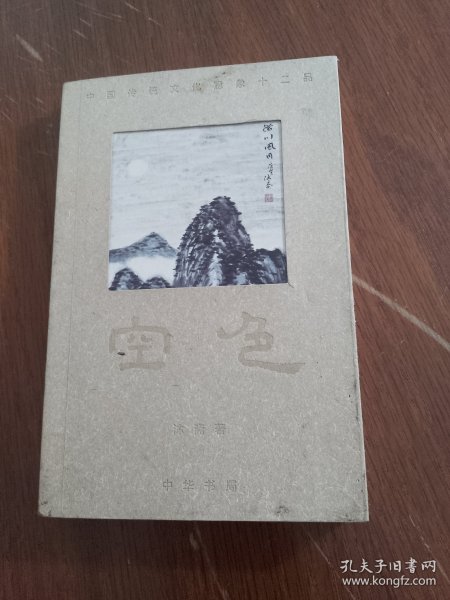 中国传统文化意象十二品
空色
著
中华书局
孔夫子旧书网
www.kongfz.com